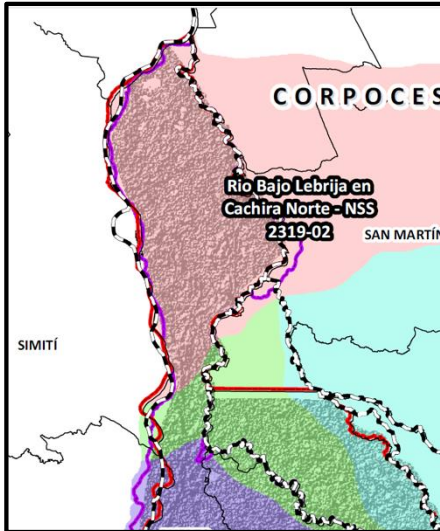 CORPOCES
Rio Bajo Lebrija en
Cachira Norte - NSS
2319-02
SAN MARTÍN
SIMITÍ